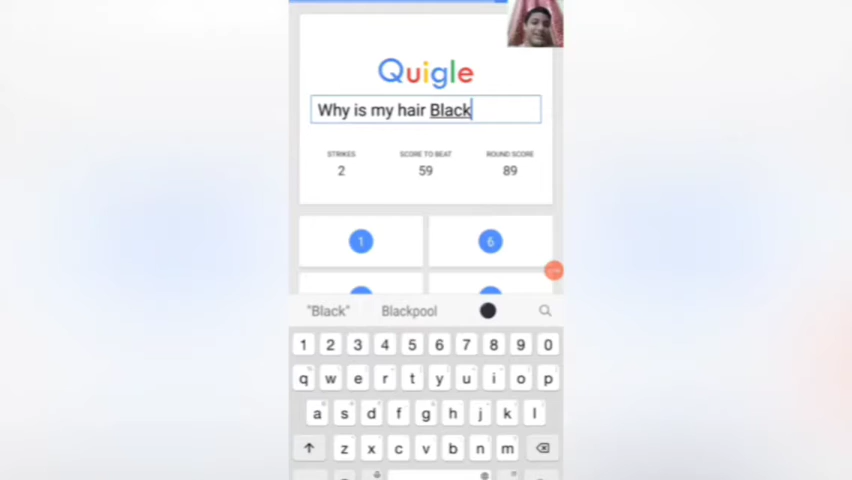 Quigle
Why is my hair Black
STRIKES SCORE TO BEAT ROUND SCORE
2 59 89
1 6
"Black" Blackpool
1 2 3 4 5 6 7 8 9 0
q w e r t y u i o p
a s d f g h j k l
z x c v b n m